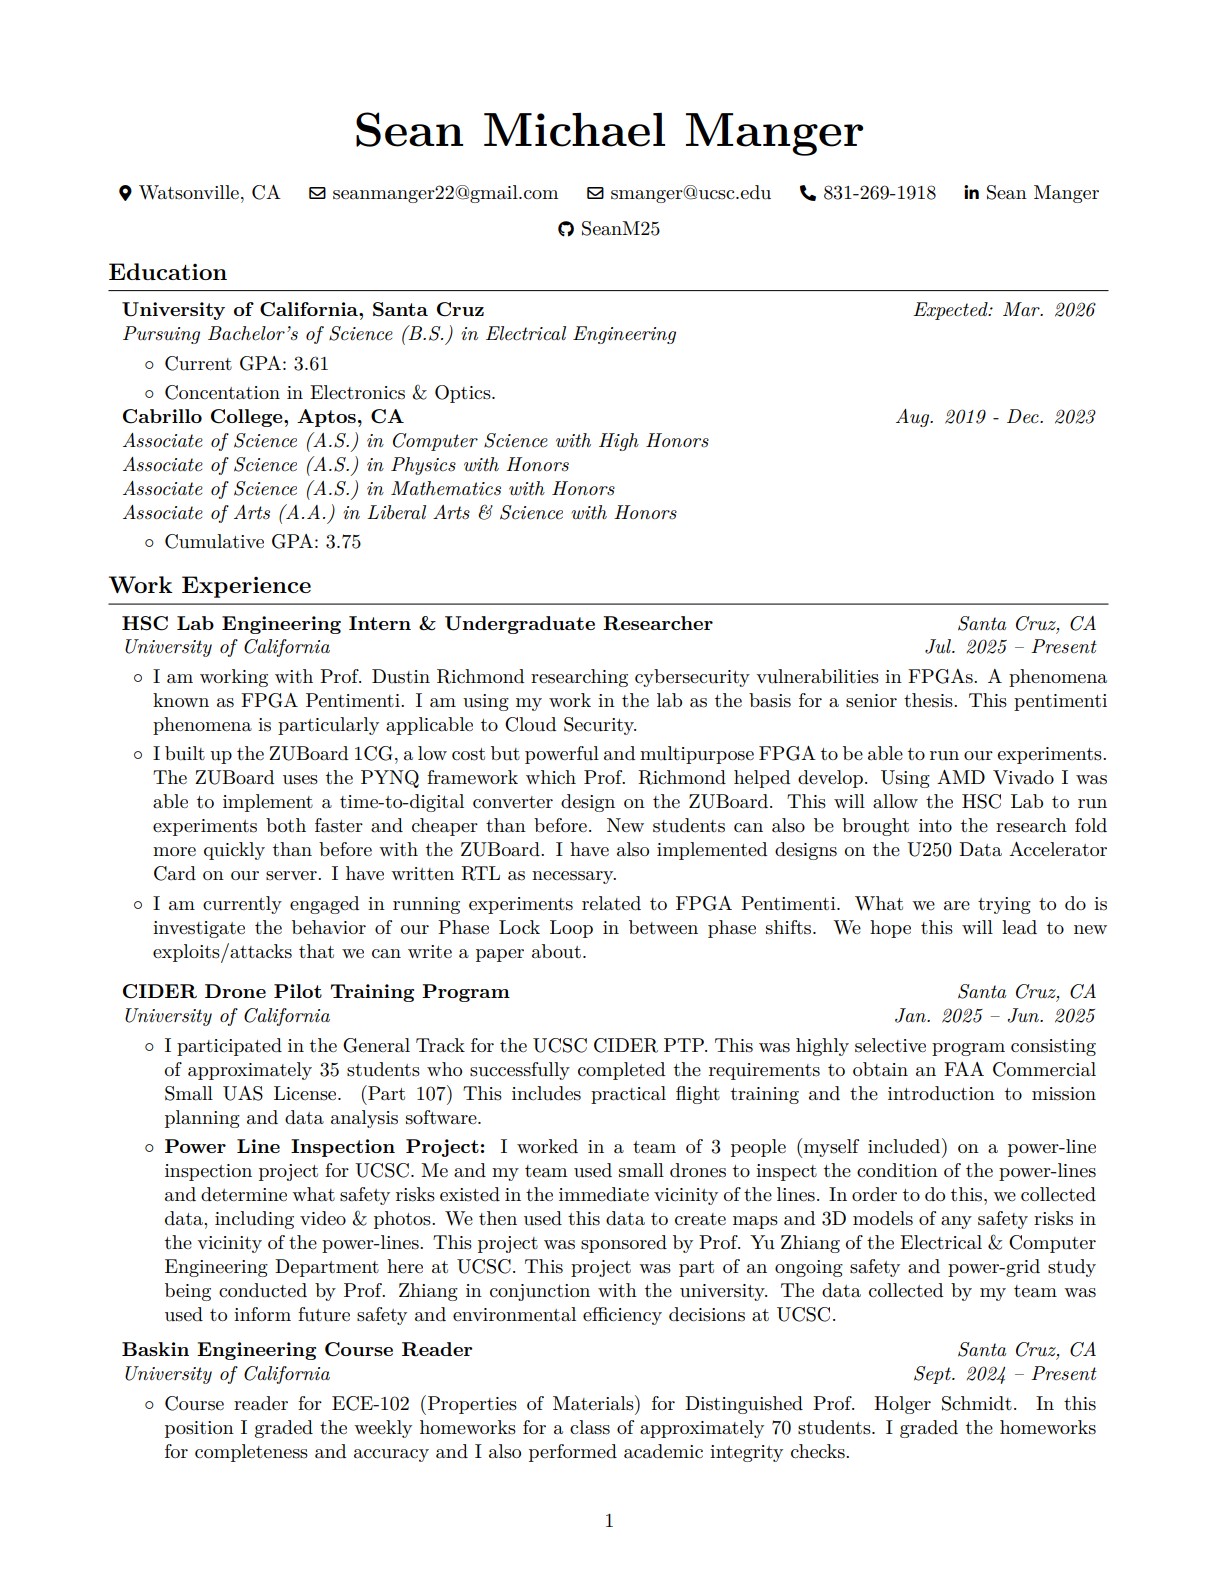 Sean Michael Manger
Watsonville, CA seanmanger22@gmail.com smanger@ucsc.edu 831-269-1918 Sean Manger
SeanM25
Education
University of California, Santa Cruz Expected: Mar. 2026
Pursuing Bachelor's of Science (B.S.) in Electrical Engineering
◦ Current GPA: 3.61
◦ Concentation in Electronics & Optics.
Cabrillo College, Aptos, CA Aug. 2019 - Dec. 2023
Associate of Science (A.S.) in Computer Science with High Honors
Associate of Science (A.S.) in Physics with Honors
Associate of Science (A.S.) in Mathematics with Honors
Associate of Arts (A.A.) in Liberal Arts & Science with Honors
◦ Cumulative GPA: 3.75
Work Experience
HSC Lab Engineering Intern & Undergraduate Researcher Santa Cruz, CA
University of California Jul. 2025 – Present
◦ I am working with Prof. Dustin Richmond researching cybersecurity vulnerabilities in FPGAs. A phenomena
known as FPGA Pentimenti. I am using my work in the lab as the basis for a senior thesis. This pentimenti
phenomena is particularly applicable to Cloud Security.
◦ I built up the ZUBoard 1CG, a low cost but powerful and multipurpose FPGA to be able to run our experiments.
The ZUBoard uses the PYNQ framework which Prof. Richmond helped develop. Using AMD Vivado I was
able to implement a time-to-digital converter design on the ZUBoard. This will allow the HSC Lab to run
experiments both faster and cheaper than before. New students can also be brought into the research fold
more quickly than before with the ZUBoard. I have also implemented designs on the U250 Data Accelerator
Card on our server. I have written RTL as necessary.
◦ I am currently engaged in running experiments related to FPGA Pentimenti. What we are trying to do is
investigate the behavior of our Phase Lock Loop in between phase shifts. We hope this will lead to new
exploits/attacks that we can write a paper about.
CIDER Drone Pilot Training Program Santa Cruz, CA
University of California Jan. 2025 – Jun. 2025
◦ I participated in the General Track for the UCSC CIDER PTP. This was highly selective program consisting
of approximately 35 students who successfully completed the requirements to obtain an FAA Commercial
Small UAS License. (Part 107) This includes practical flight training and the introduction to mission
planning and data analysis software.
◦ Power Line Inspection Project: I worked in a team of 3 people (myself included) on a power-line
inspection project for UCSC. Me and my team used small drones to inspect the condition of the power-lines
and determine what safety risks existed in the immediate vicinity of the lines. In order to do this, we collected
data, including video & photos. We then used this data to create maps and 3D models of any safety risks in
the vicinity of the power-lines. This project was sponsored by Prof. Yu Zhiang of the Electrical & Computer
Engineering Department here at UCSC. This project was part of an ongoing safety and power-grid study
being conducted by Prof. Zhiang in conjunction with the university. The data collected by my team was
used to inform future safety and environmental efficiency decisions at UCSC.
Baskin Engineering Course Reader Santa Cruz, CA
University of California Sept. 2024 – Present
◦ Course reader for ECE-102 (Properties of Materials) for Distinguished Prof. Holger Schmidt. In this
position I graded the weekly homeworks for a class of approximately 70 students. I graded the homeworks
for completeness and accuracy and I also performed academic integrity checks.
1